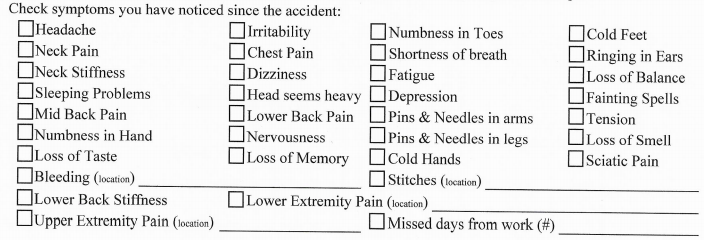 Check symptoms you have noticed since the accident:
Headache Irritability Numbness in Toes Cold Feet
Neck Pain Chest Pain Shortness of breath Ringing in Ears
Neck Stiffness Dizziness Fatigue Loss of Balance
Sleeping Problems Head seems heavy Depression Fainting Spells
Mid Back Pain Lower Back Pain Pins & Needles in arms Tension
Numbness in Hand Nervousness Pins & Needles in legs Loss of Smell
Loss of Taste Loss of Memory Cold Hands Sciatic Pain
Bleeding (location) Stitches (location)
Lower Back Stiffness Lower Extremity Pain (location)
Upper Extremity Pain (location) Missed days from work (#)